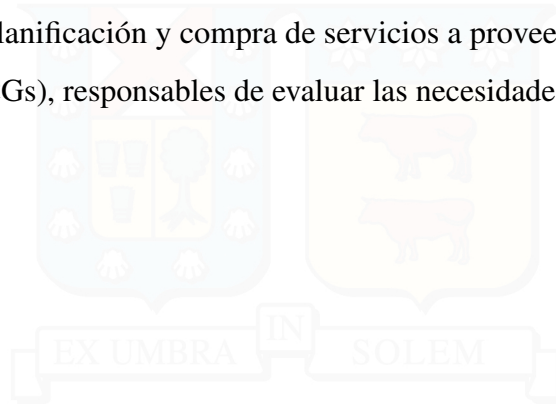 lanificación y compra de servicios a provee
Gs), responsables de evaluar las necesidade
IN
EX UMBRA SOLEM